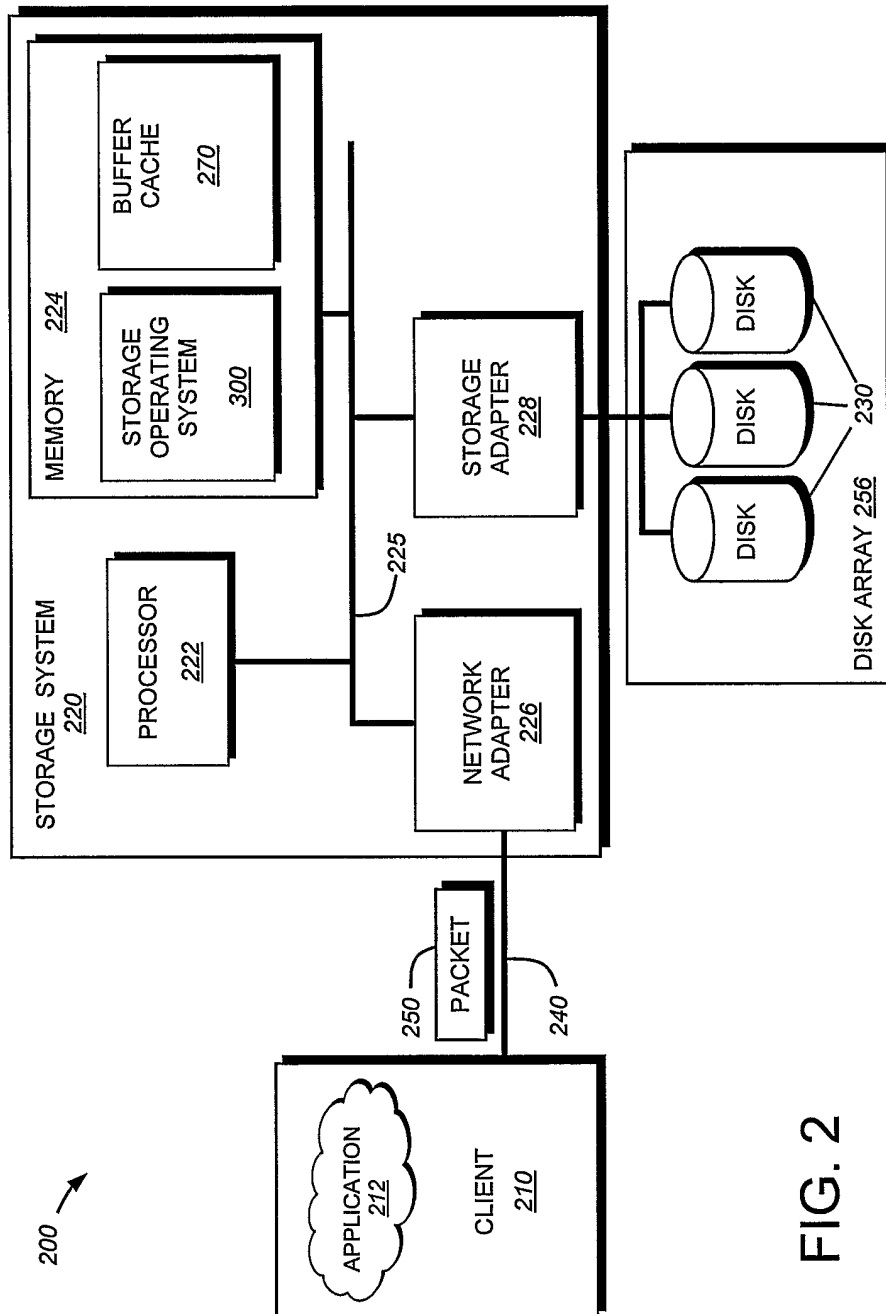 200
APPLICATION
212
CLIENT
210
250
PACKET
240
STORAGE SYSTEM
220
PROCESSOR
222
MEMORY 224
STORAGE
OPERATING
SYSTEM
300
BUFFER
CACHE
270
225
NETWORK
ADAPTER
226
STORAGE
ADAPTER
228
DISK
DISK
DISK
230
DISK ARRAY 256
FIG. 2